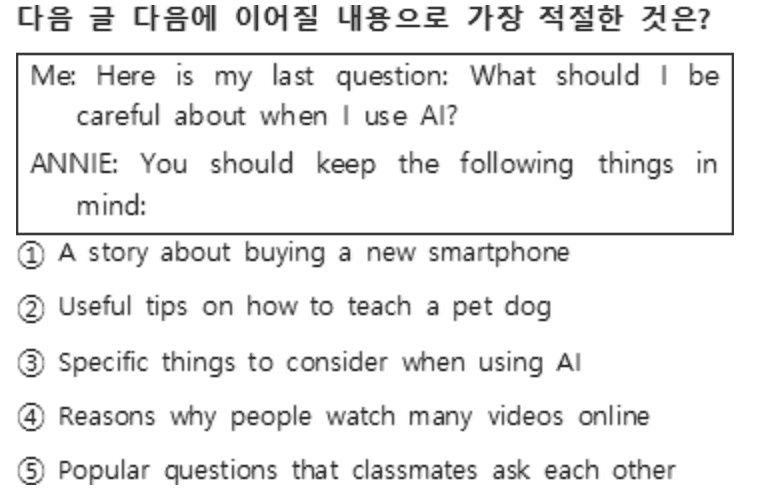 다음 글 다음에 이어질 내용으로 가장 적절한 것은?
Me: Here is my last question: What should I be
careful about when I use AI?
ANNIE: You should keep the following things in
mind:
① A story about buying a new smartphone
② Useful tips on how to teach a pet dog
③ Specific things to consider when using AI
④ Reasons why people watch many videos online
⑤ Popular questions that classmates ask each other